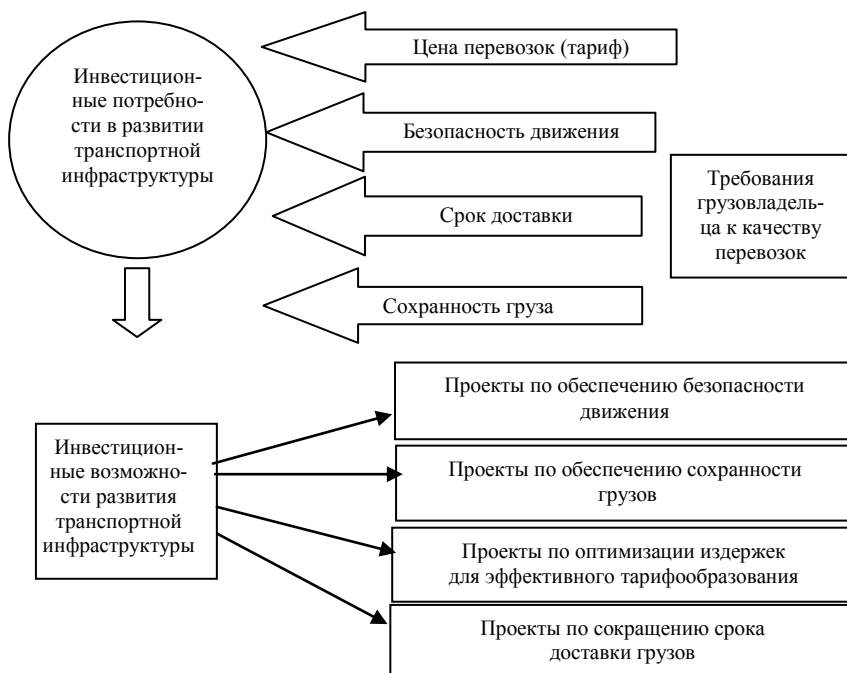 Инвестицион-
ные потребно-
сти в развитии
транспортной
инфраструктуры
Цена перевозок (тариф)
Безопасность движения
Срок доставки
Сохранность груза
Требования
грузовладель-
ца к качеству
перевозок
Инвестицион-
ные возможно-
сти развития
транспортной
инфраструктуры
Проекты по обеспечению безопасности
движения
Проекты по обеспечению сохранности
грузов
Проекты по оптимизации издержек
для эффективного тарифообразования
Проекты по сокращению срока
доставки грузов